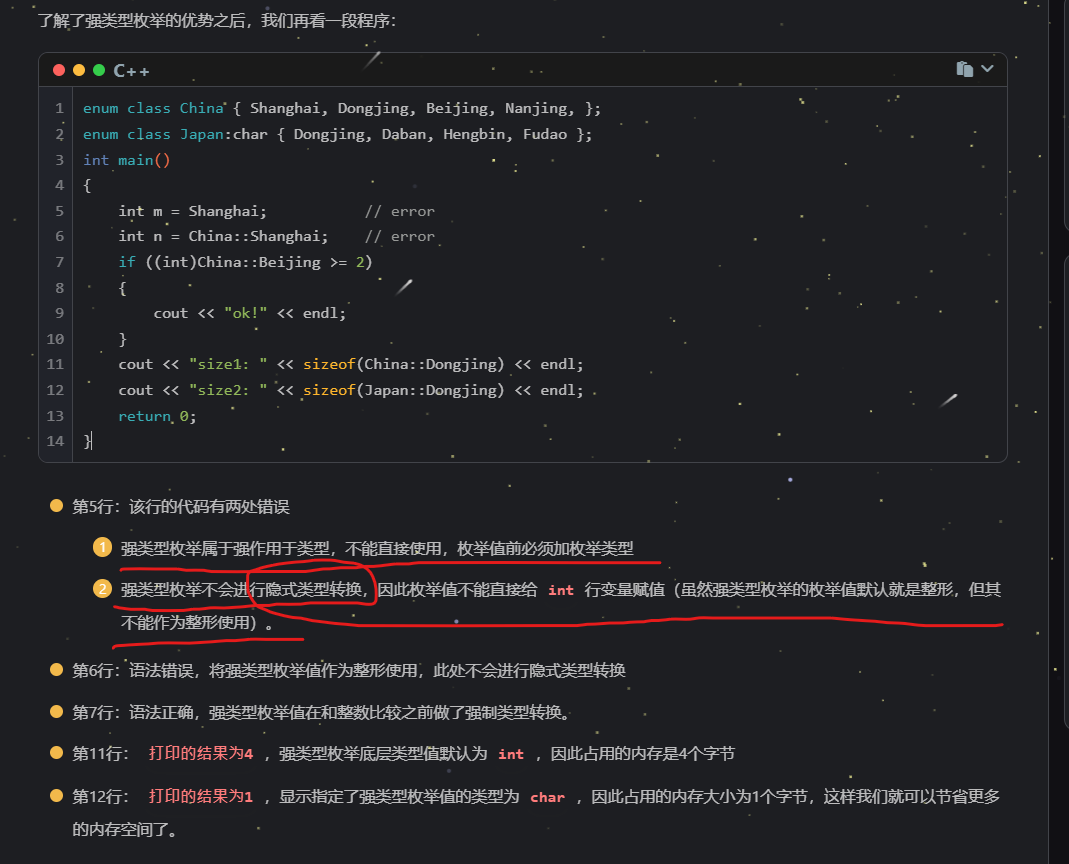 了解了强类型枚举的优势之后，我们再看一段程序：
C++
1 enum class China { Shanghai, Dongjing, Beijing, Nanjing, };
2 enum class Japan:char { Dongjing, Daban, Hengbin, Fudao };
3 int main()
4 {
5     int m = Shanghai;           // error
6     int n = China::Shanghai;    // error
7     if ((int)China::Beijing >= 2)
8     {
9         cout << "ok!" << endl;
10     }
11     cout << "size1: " << sizeof(China::Dongjing) << endl;
12     cout << "size2: " << sizeof(Japan::Dongjing) << endl;
13     return 0;
14 }
第5行：该行的代码有两处错误
1 强类型枚举属于强作用于类型，不能直接使用，枚举值前必须加枚举类型
2 强类型枚举不会进行隐式类型转换，因此枚举值不能直接给 int 行变量赋值（虽然强类型枚举的枚举值默认就是整形，但其
不能作为整形使用）。
第6行：语法错误，将强类型枚举值作为整形使用，此处不会进行隐式类型转换
第7行：语法正确，强类型枚举值在和整数比较之前做了强制类型转换。
第11行： 打印的结果为4 ，强类型枚举底层类型值默认为 int ，因此占用的内存是4个字节
第12行： 打印的结果为1 ，显示指定了强类型枚举值的类型为 char ，因此占用的内存大小为1个字节，这样我们就可以节省更多
的内存空间了。